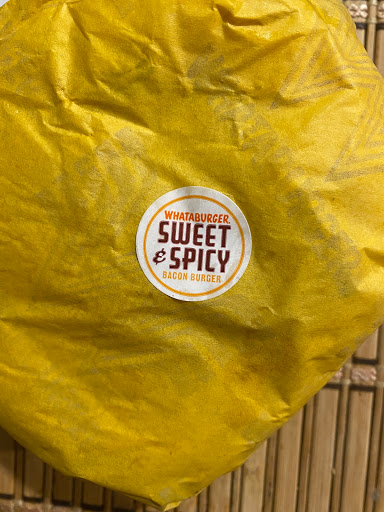 WHATABURGER.
SWEET
& SPICY
BACON BURGER